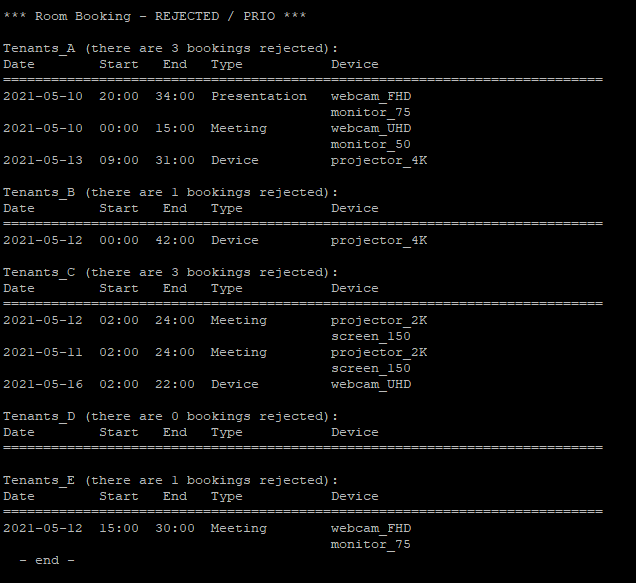 *** Room Booking - REJECTED / PRIO ***

Tenants_A (there are 3 bookings rejected):
Date        Start   End   Type           Device
===========================================================================
2021-05-10  20:00  34:00  Presentation   webcam_FHD
                                         monitor_75
2021-05-10  00:00  15:00  Meeting        webcam_UHD
                                         monitor_50
2021-05-13  09:00  31:00  Device         projector_4K

Tenants_B (there are 1 bookings rejected):
Date        Start   End   Type           Device
===========================================================================
2021-05-12  00:00  42:00  Device         projector_4K

Tenants_C (there are 3 bookings rejected):
Date        Start   End   Type           Device
===========================================================================
2021-05-12  02:00  24:00  Meeting        projector_2K
                                         screen_150
2021-05-11  02:00  24:00  Meeting        projector_2K
                                         screen_150
2021-05-16  02:00  22:00  Device         webcam_UHD

Tenants_D (there are 0 bookings rejected):
Date        Start   End   Type           Device
===========================================================================

Tenants_E (there are 1 bookings rejected):
Date        Start   End   Type           Device
===========================================================================
2021-05-12  15:00  30:00  Meeting        webcam_FHD
                                         monitor_75
  - end -